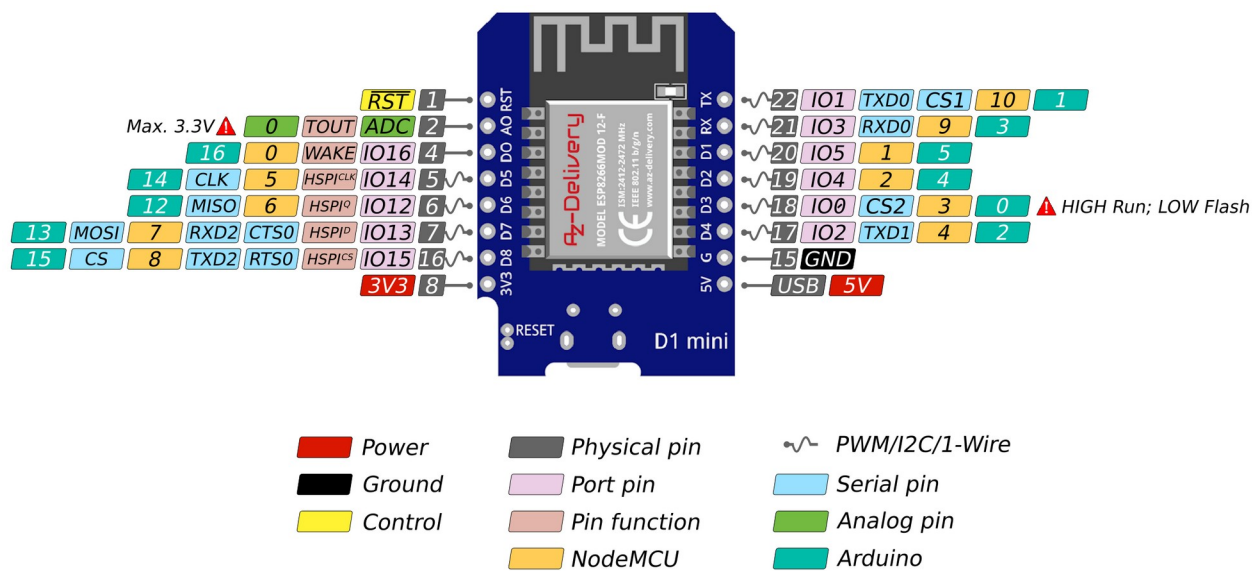 RST 1 RST TX 22 IO1 TXD0 CS1 10 1
Max. 3.3V 0 TOUT ADC 2 AO RX 21 IO3 RXD0 9 3
16 0 WAKE IO16 4 DO D1 20 IO5 1 5
14 CLK 5 HSPICLK IO14 5 D5 D2 19 IO4 2 4
12 MISO 6 HSPIQ IO12 6 D6 D3 18 IO0 CS2 3 0 HIGH Run; LOW Flash
13 MOSI 7 RXD2 CTS0 HSPID IO13 7 D7 D4 17 IO2 TXD1 4 2
15 CS 8 TXD2 RTS0 HSPICS IO15 16 D8 G 15 GND
3V3 8 3V3 5V USB 5V
Az-Delivery
MODEL ESP8266MOD 12-F
ISM:2412-2472 MHz
IEEE 802.11 b/g/n
www.az-delivery.com
CE
RESET
D1 mini
Power Physical pin PWM/I2C/1-Wire
Ground Port pin Serial pin
Control Pin function Analog pin
NodeMCU Arduino